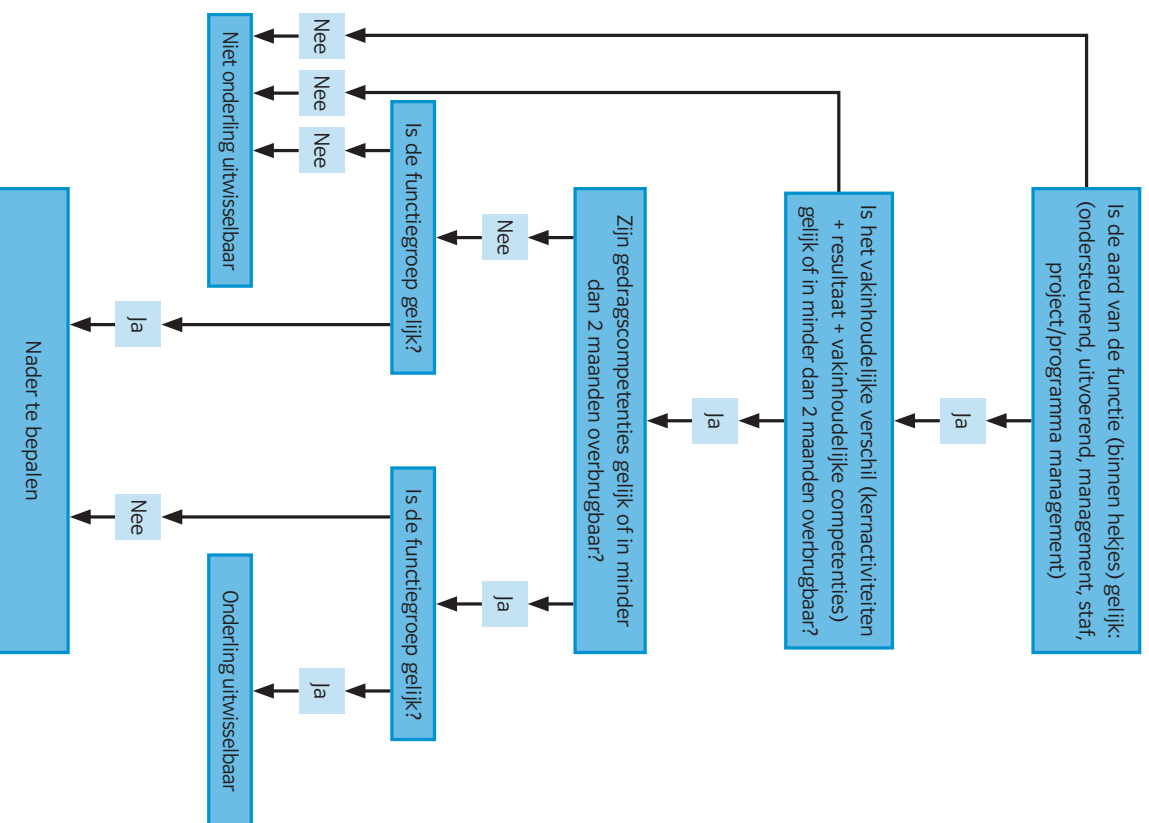 Is de aard van de functie (binnen hekjes) gelijk:
(ondersteunend, uitvoerend, management, staf,
project/programma management)
Ja
Is het vakinhoudelijke verschil (kernactiviteiten
+ resultaat + vakinhoudelijke competenties)
gelijk of in minder dan 2 maanden overbrugbaar?
Ja
Zijn gedragscompetenties gelijk of in minder
dan 2 maanden overbrugbaar?
Nee
Ja
Is de functiegroep gelijk?
Is de functiegroep gelijk?
Nee
Nee
Nee
Ja
Niet onderling uitwisselbaar
Onderling uitwisselbaar
Ja
Nee
Nader te bepalen